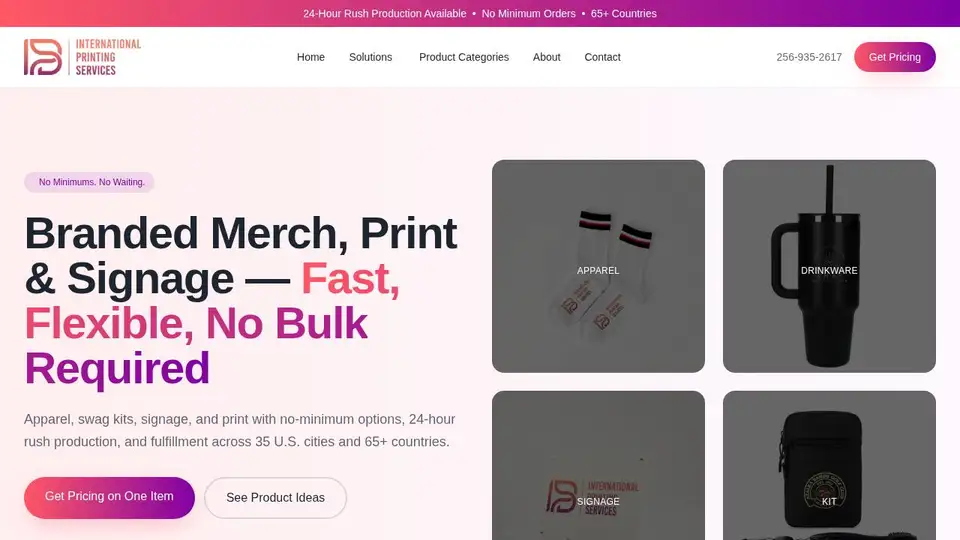 24-Hour Rush Production Available • No Minimum Orders • 65+ Countries
INTERNATIONAL
PRINTING
SERVICES
Home
Solutions
Product Categories
About
Contact
256-935-2617
Get Pricing
No Minimums. No Waiting.
Branded Merch, Print
& Signage — Fast,
Flexible, No Bulk
Required
Apparel, swag kits, signage, and print with no-minimum options, 24-hour
rush production, and fulfillment across 35 U.S. cities and 65+ countries.
Get Pricing on One Item
See Product Ideas
APPAREL
DRINKWARE
INTERNATIONAL
SERVICES
SIGNAGE
KIT